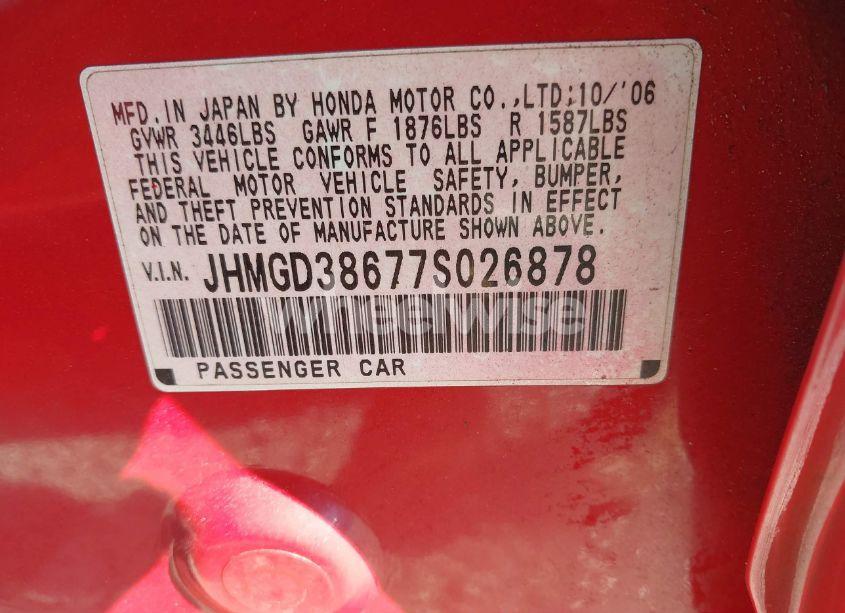 MFD. IN JAPAN BY HONDA MOTOR CO.,LTD;10/'06
GVWR 3446LBS GAWR F 1876LBS R 1587LBS
THIS VEHICLE CONFORMS TO ALL APPLICABLE
FEDERAL MOTOR VEHICLE SAFETY, BUMPER,
AND THEFT PREVENTION STANDARDS IN EFFECT
ON THE DATE OF MANUFACTURE SHOWN ABOVE.
V.I.N. JHMGD38677S026878
wheelwise
PASSENGER CAR